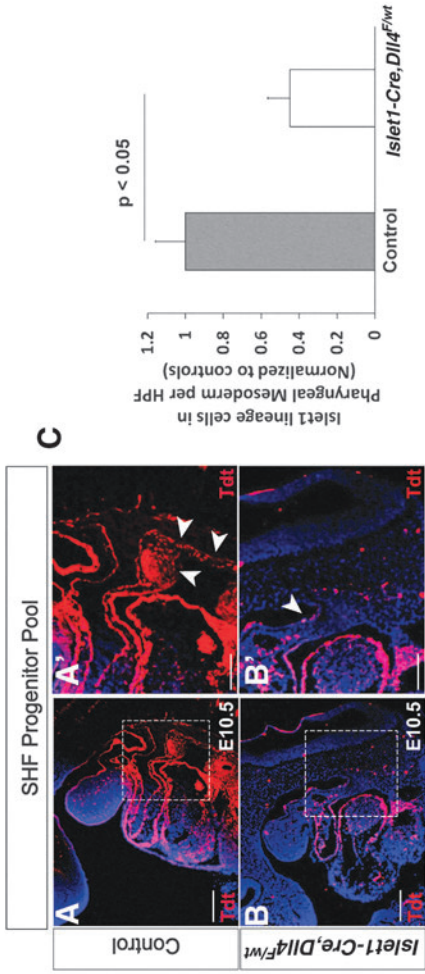 SHF Progenitor Pool
Control
Islet1-Cre,Dll4F/wt
A
Tdt
E10.5
A'
Tdt
B
Tdt
E10.5
B'
Tdt
C
Islet1 lineage cells in
Pharyngeal Mesoderm per HPF
(Normalized to controls)
1.2
1
0.8
0.6
0.4
0.2
0
p < 0.05
Control
Islet1-Cre,Dll4F/wt